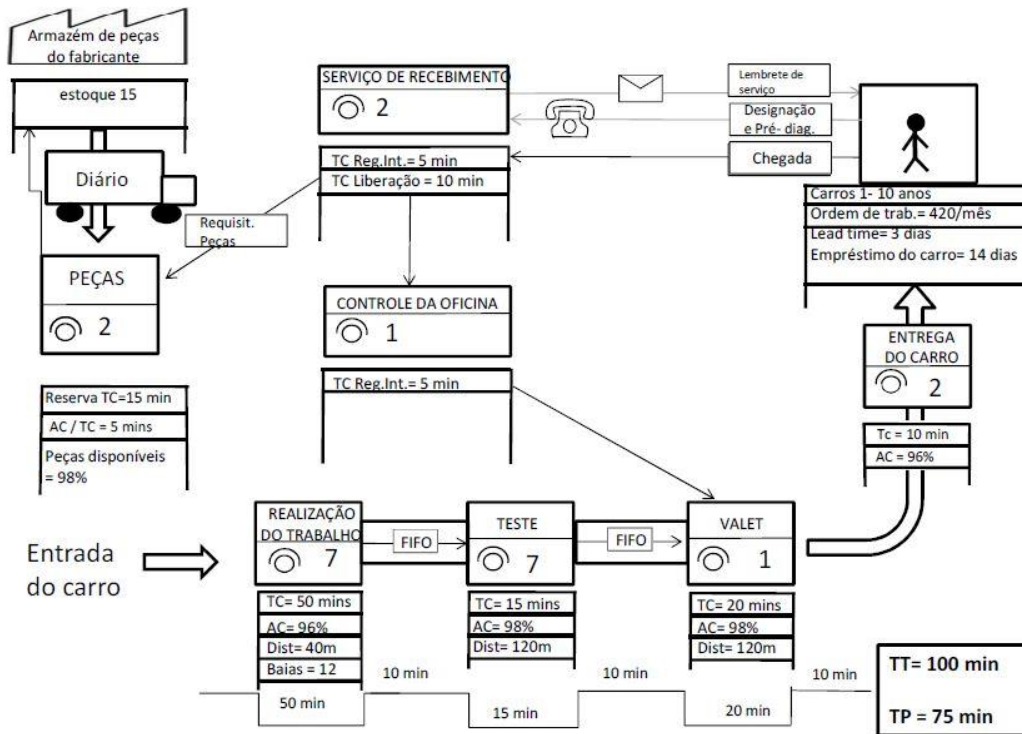 Armazém de peças
do fabricante
estoque 15
Diário
PEÇAS
2
Reserva TC=15 min
AC / TC = 5 mins
Peças disponíveis
= 98%
SERVIÇO DE RECEBIMENTO
2
TC Reg.Int.= 5 min
TC Liberação = 10 min
Requisit.
Peças
CONTROLE DA OFICINA
1
TC Reg.Int.= 5 min
Lembrete de
serviço
Designação
e Pré- diag.
Chegada
Carros 1- 10 anos
Ordem de trab.= 420/mês
Lead time= 3 dias
Empréstimo do carro= 14 dias
ENTREGA
DO CARRO
2
Tc = 10 min
AC = 96%
Entrada
do carro
REALIZAÇÃO
DO TRABALHO
7
TC= 50 mins
AC= 96%
Dist= 40m
Baias = 12
FIFO
TESTE
7
TC= 15 mins
AC= 98%
Dist= 120m
FIFO
VALET
1
TC= 20 mins
AC= 98%
Dist= 120m
50 min
10 min
15 min
10 min
20 min
10 min
TT= 100 min
TP = 75 min